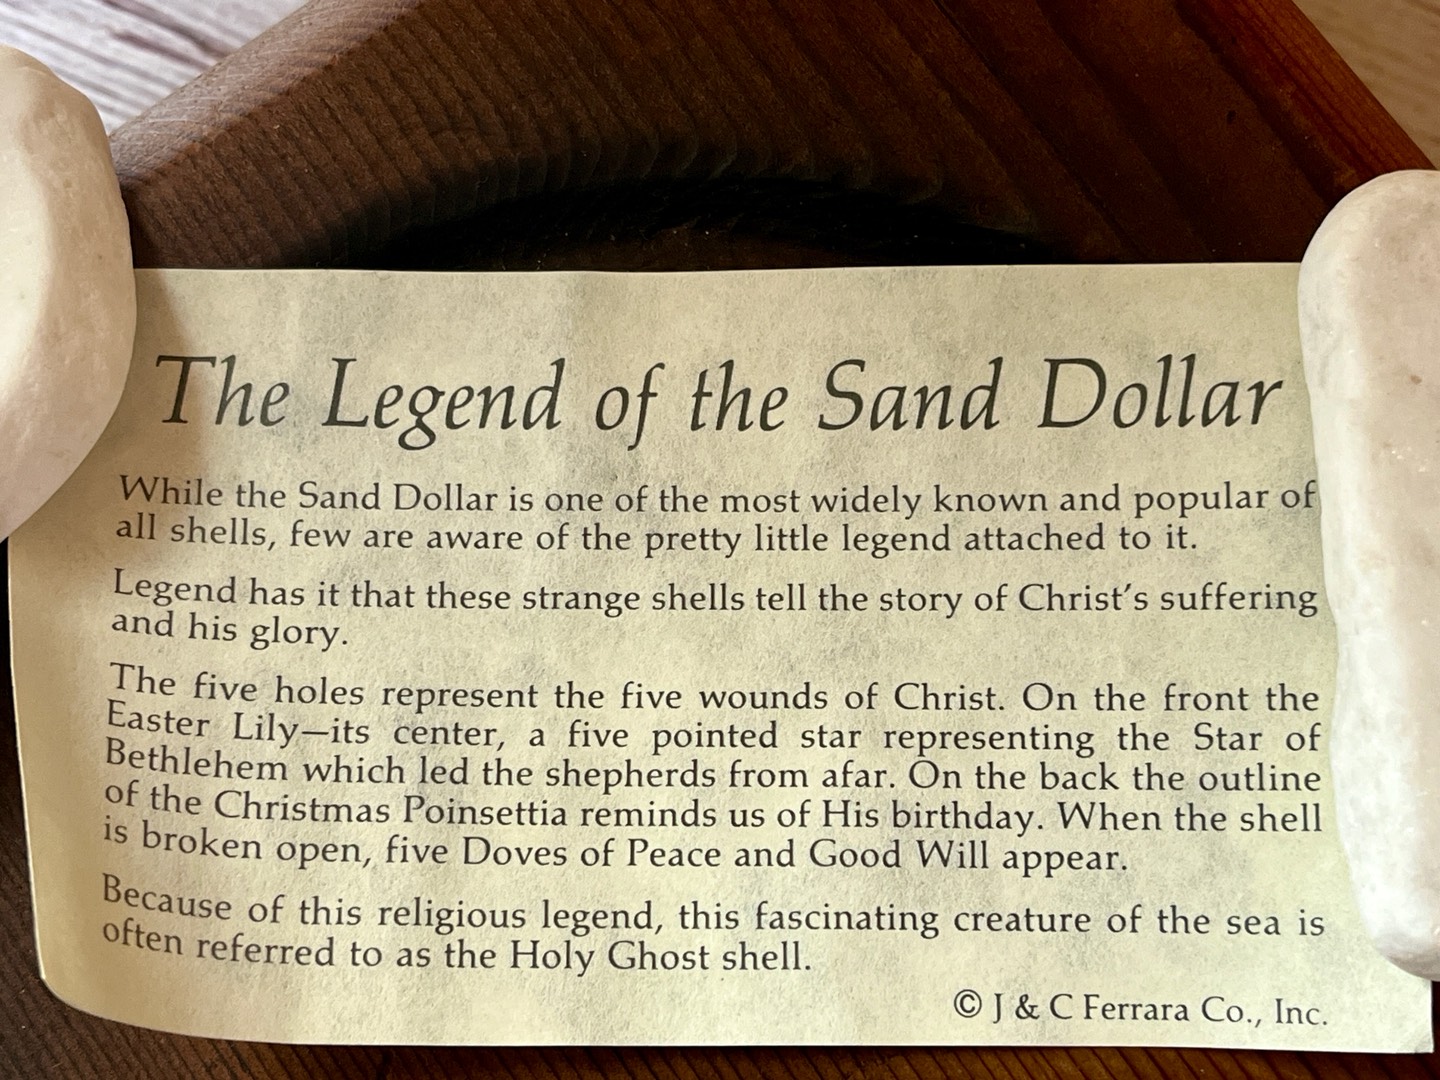 The Legend of the Sand Dollar
While the Sand Dollar is one of the most widely known and popular of
all shells, few are aware of the pretty little legend attached to it.
Legend has it that these strange shells tell the story of Christ's suffering
and his glory.
The five holes represent the five wounds of Christ. On the front the
Easter Lily—its center, a five pointed star representing the Star of
Bethlehem which led the shepherds from afar. On the back the outline
of the Christmas Poinsettia reminds us of His birthday. When the shell
is broken open, five Doves of Peace and Good Will appear.
Because of this religious legend, this fascinating creature of the sea is
often referred to as the Holy Ghost shell.
© J & C Ferrara Co., Inc.